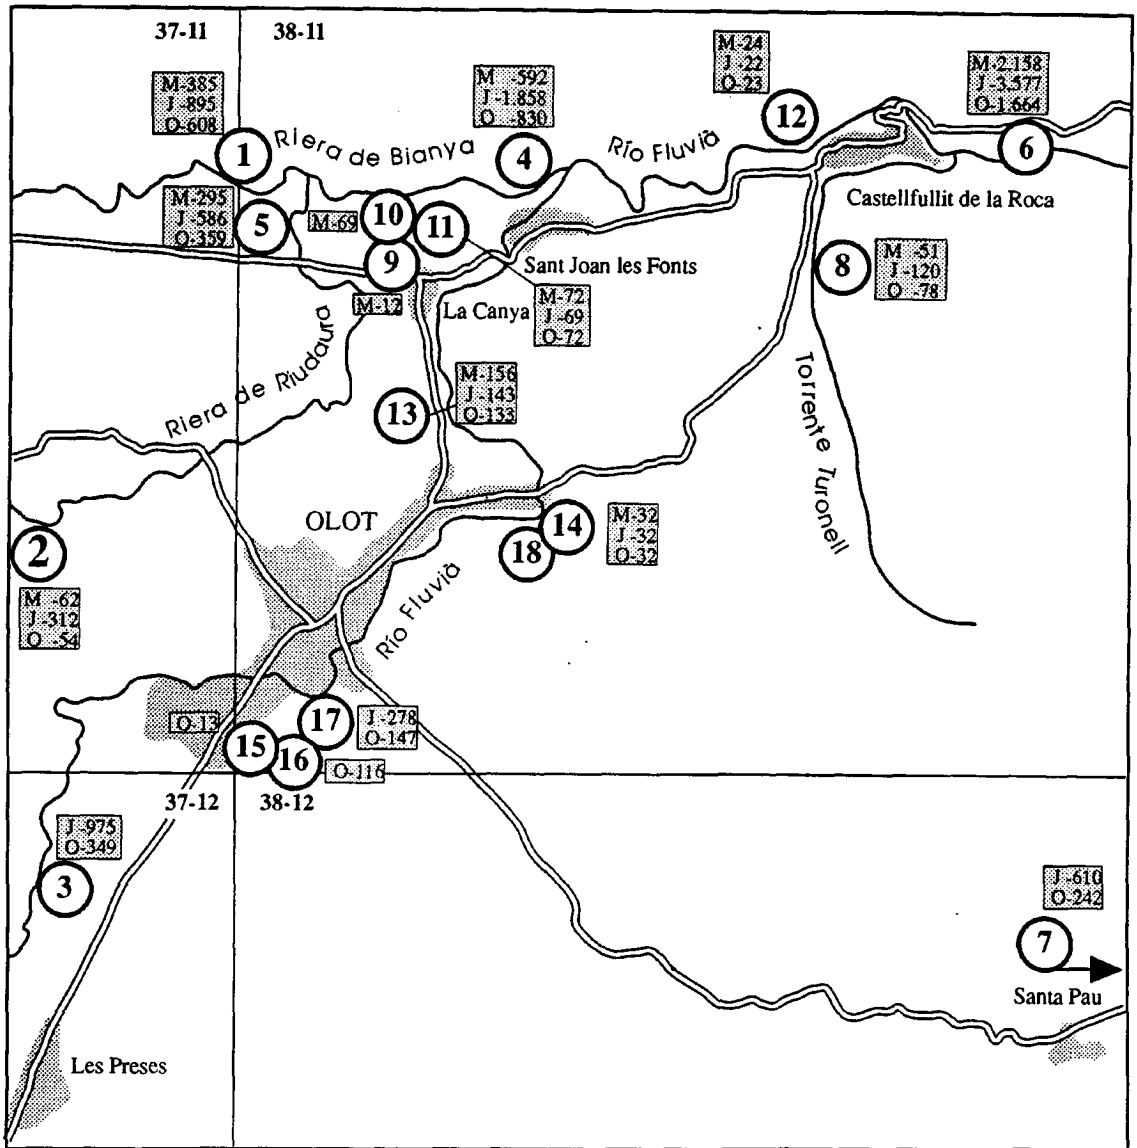 37-11
38-11
M-385
J -895
O-608
1
Riera de Bianya
M -592
J -1.858
O -830
4
Río Fluvià
M-24
J -22
O-23
12
M-2.158
J-3.577
O-1.664
6
Castellfullit de la Roca
M-295
J -586
O-359
5
M-69
10
11
9
Sant Joan les Fonts
M-12
La Canya
M-72
J -69
O-72
8
M -51
J -120
O -78
Riera de Riudaura
M-156
J -143
O-133
13
Torrente Turonell
OLOT
2
M -62
J -312
O -54
14
18
M-32
J -32
O-32
Río Fluvià
O-13
17
J -278
O-147
15
16
O-116
37-12
38-12
J -975
O-349
3
J -610
O-242
7
Santa Pau
Les Preses